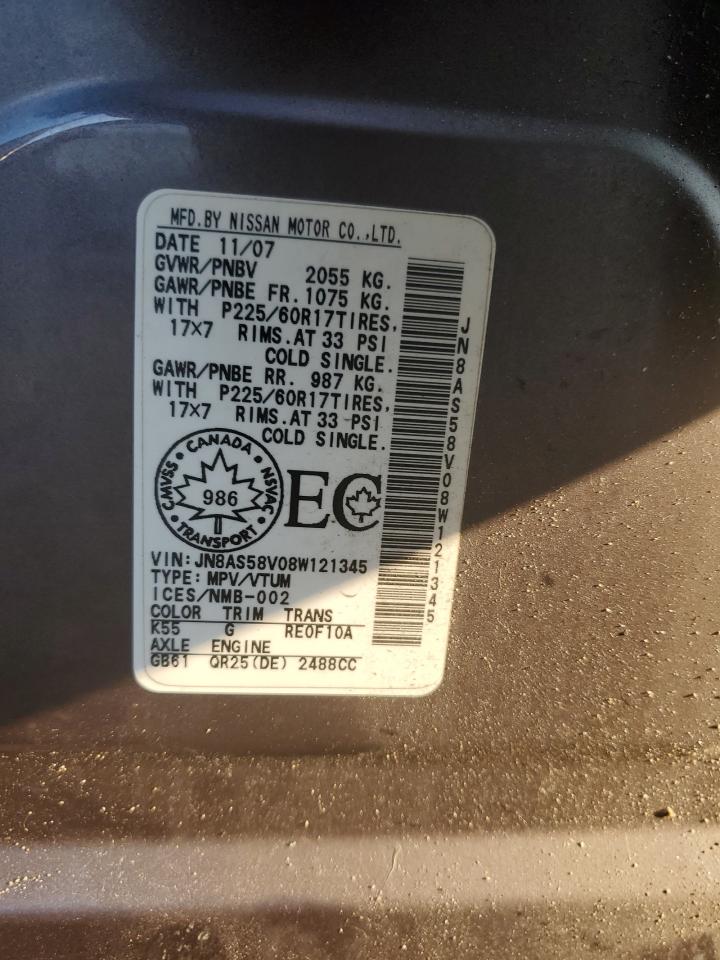 MFD.BY NISSAN MOTOR CO.,LTD.
DATE 11/07
GVWR/PNBV 2055 KG.
GAWR/PNBE FR. 1075 KG.
WITH P225/60R17TIRES,
17×7 RIMS.AT 33 PSI
COLD SINGLE.
GAWR/PNBE RR. 987 KG.
WITH P225/60R17TIRES,
17×7 RIMS.AT 33 PSI
COLD SINGLE.
CMVSS • CANADA • NSVAC • TRANSPORT •
986
EC
VIN: JN8AS58V08W121345
TYPE: MPV/VTUM
ICES/NMB-002
COLOR TRIM TRANS
K55 G RE0F10A
AXLE ENGINE
GB61 QR25(DE) 2488CC
JN8AS58V08W121345